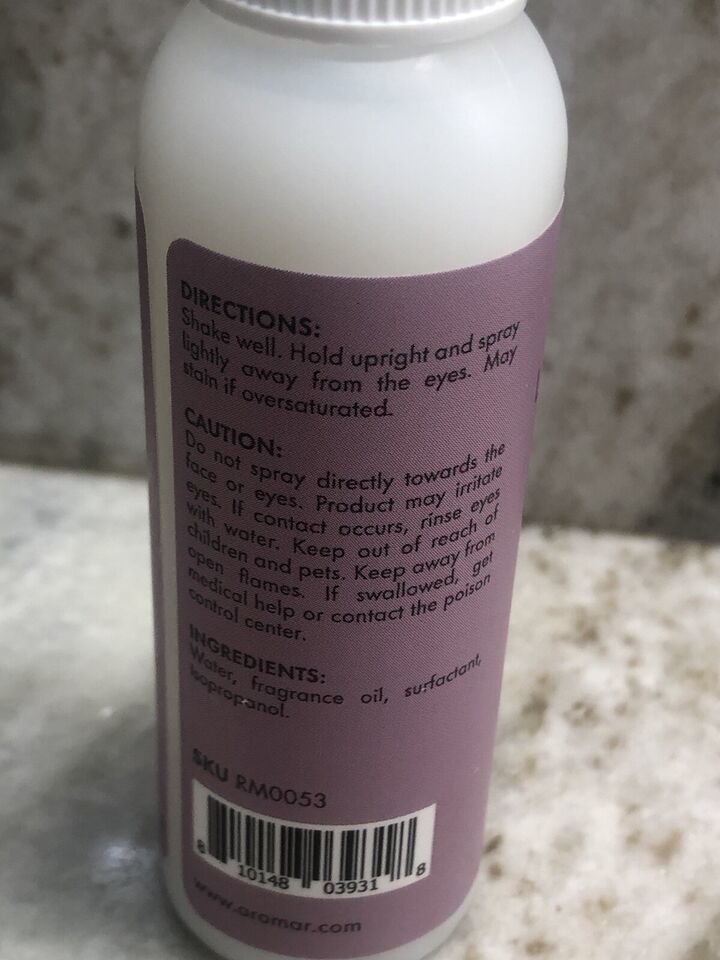 DIRECTIONS:
Shake well. Hold upright and spray
lightly away from the eyes. May
stain if oversaturated.
CAUTION:
Do not spray directly towards the
face or eyes. Product may irritate
eyes. If contact occurs, rinse eyes
with water. Keep out of reach of
children and pets. Keep away from
open flames. If swallowed, get
medical help or contact the poison
control center.
INGREDIENTS:
Water, fragrance oil, surfactant,
Isopropanol.
SKU RM0053
8 10148 03931 8
www.aromar.com